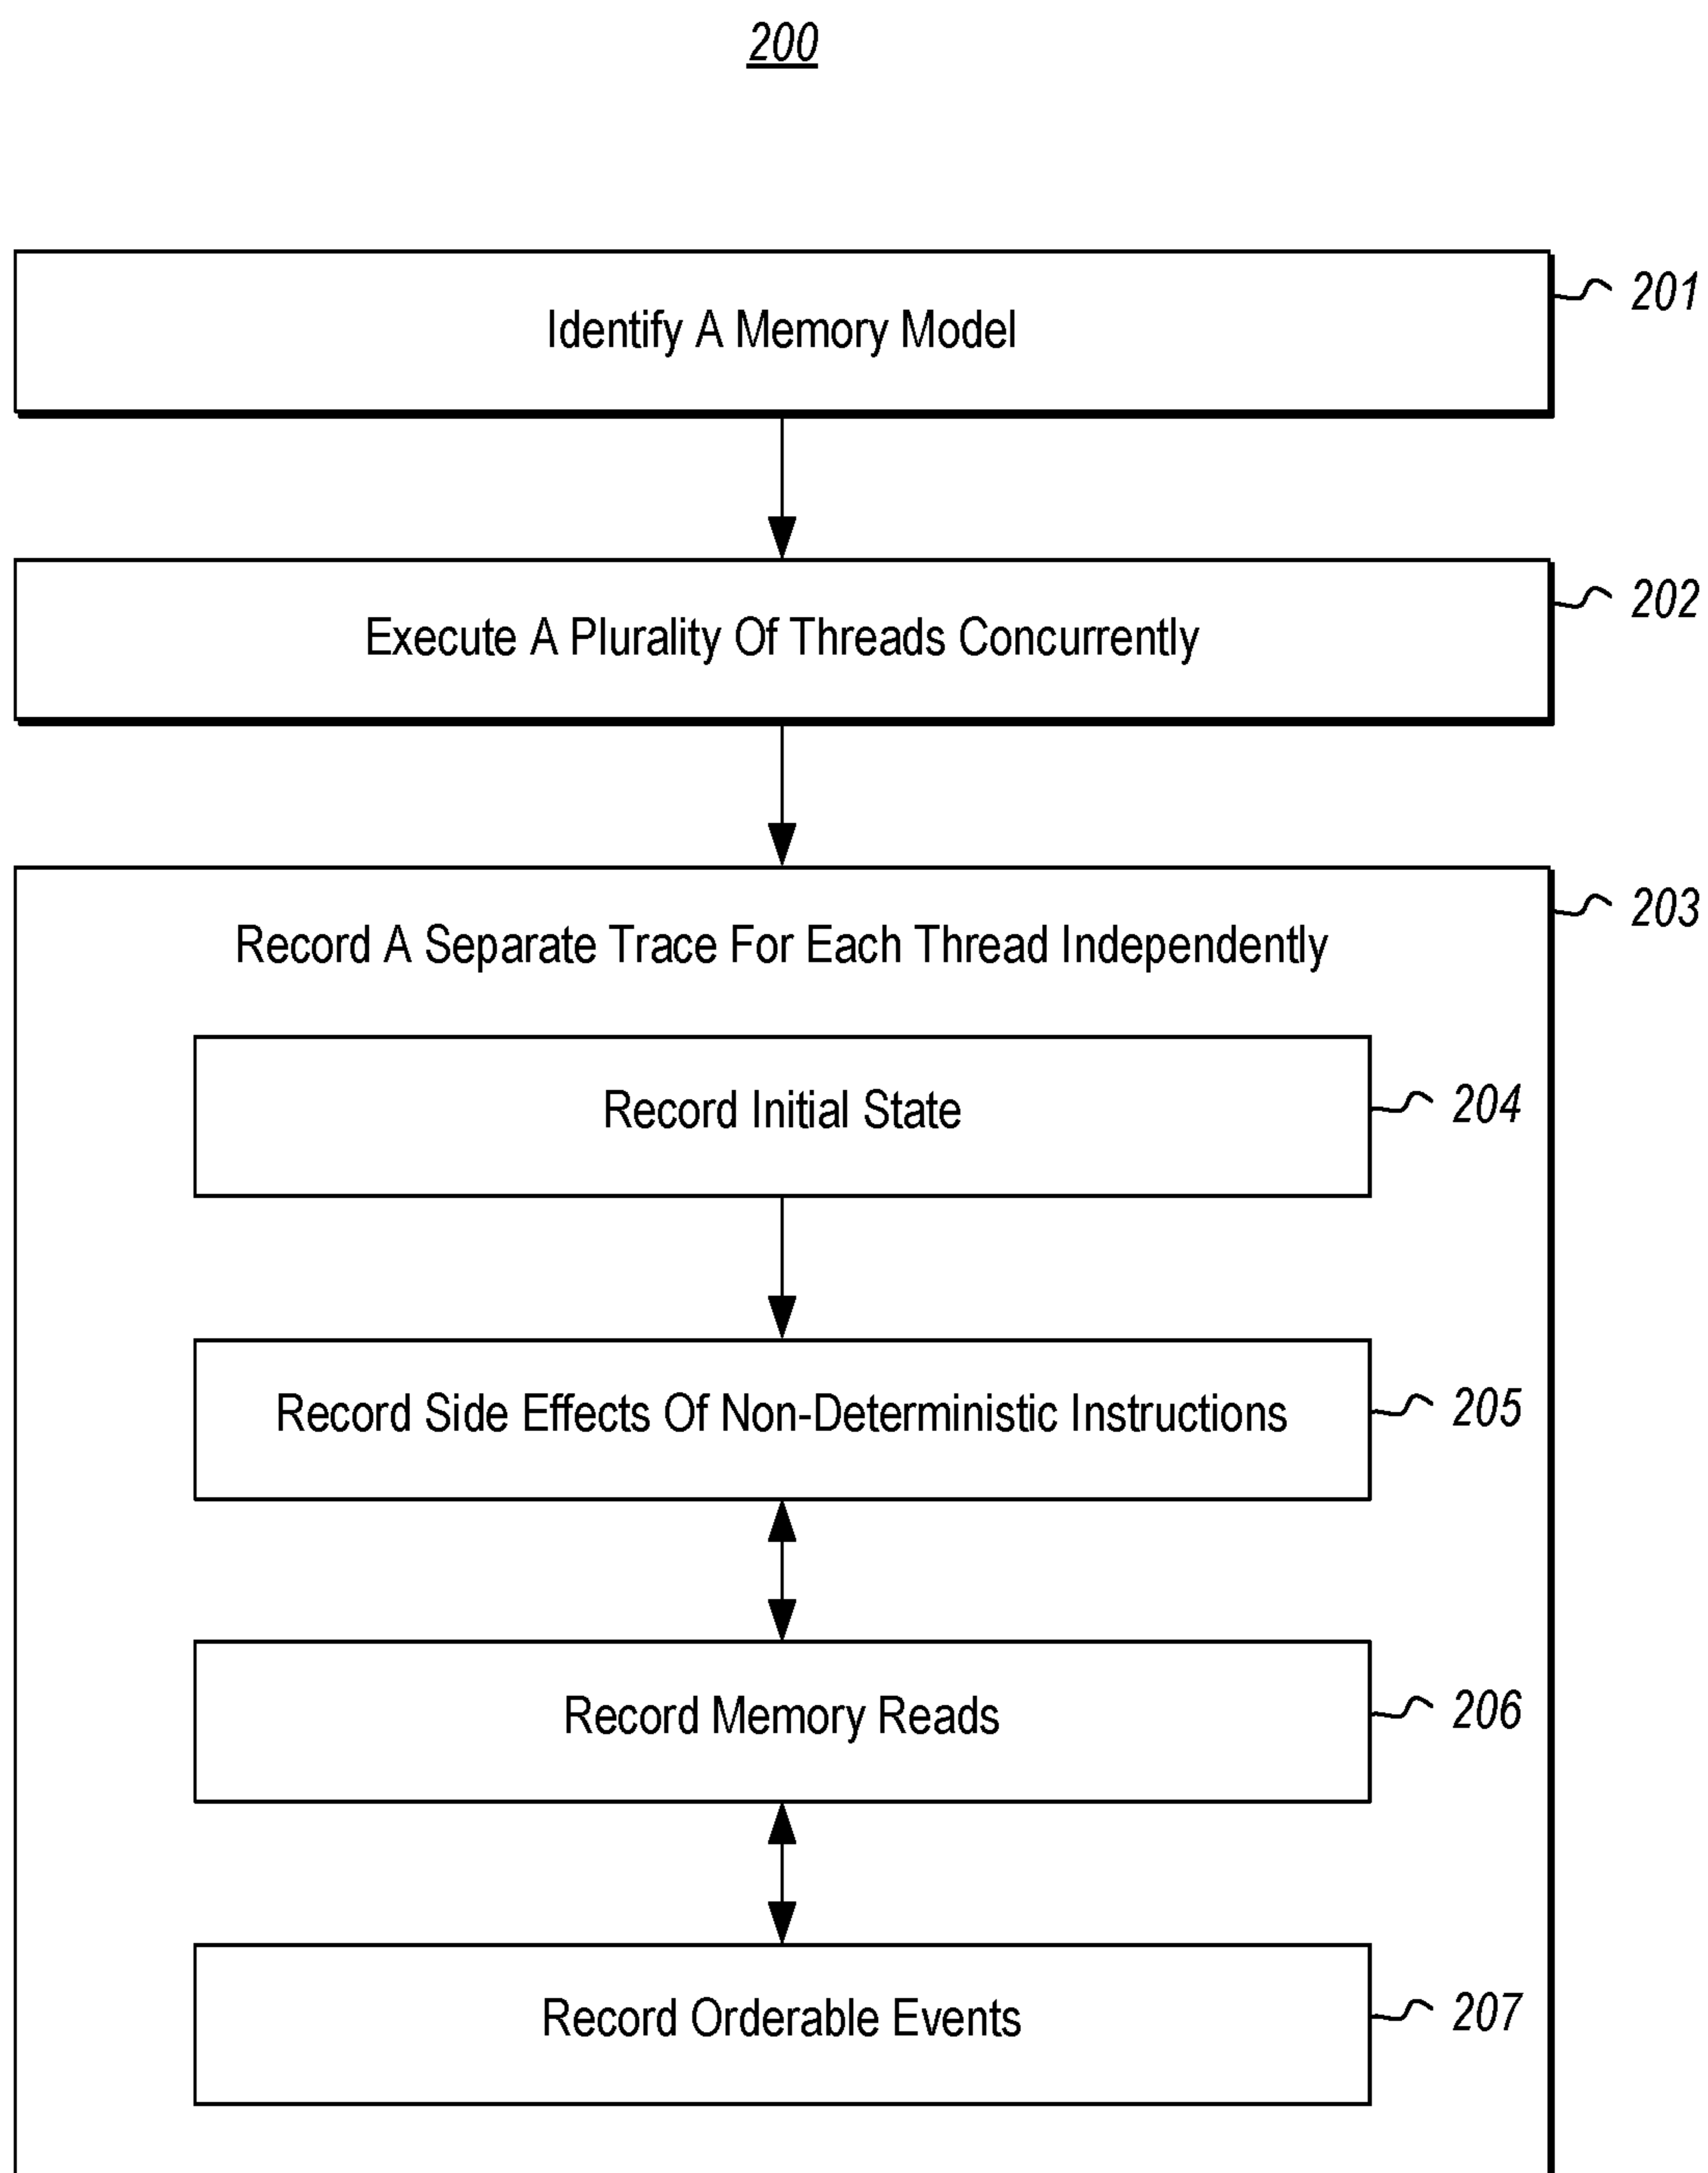 200
Identify A Memory Model
201
Execute A Plurality Of Threads Concurrently
202
203
Record A Separate Trace For Each Thread Independently
Record Initial State
204
Record Side Effects Of Non-Deterministic Instructions
205
Record Memory Reads
206
Record Orderable Events
207